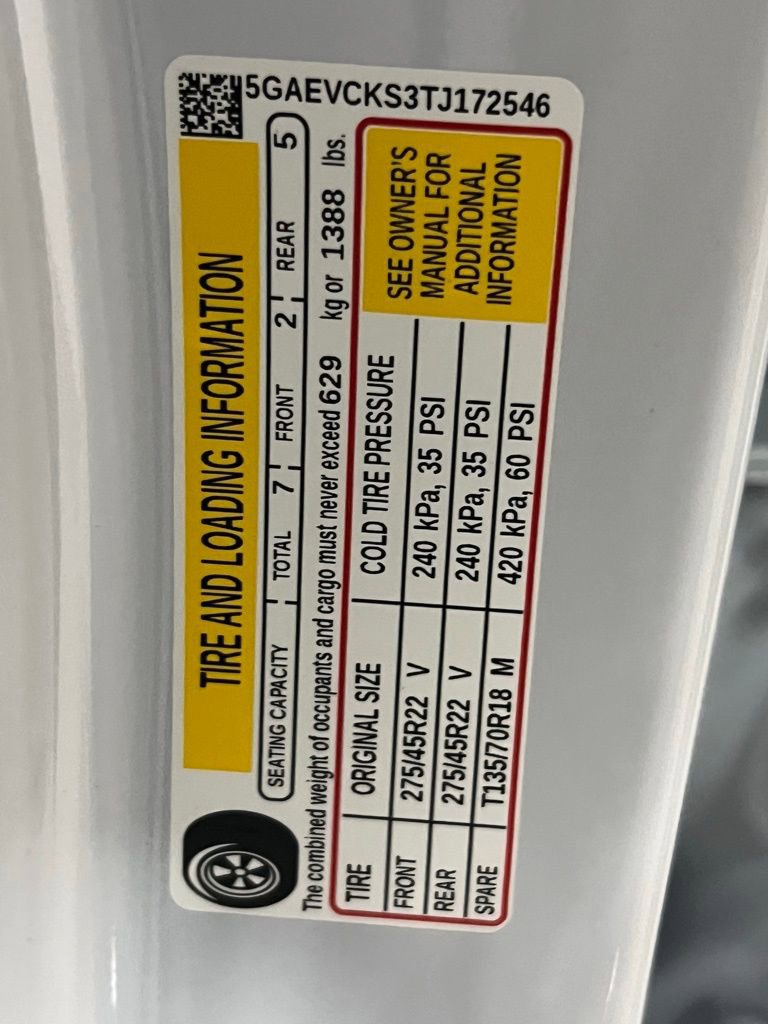 5GAEVCKS3TJ172546
TIRE AND LOADING INFORMATION
SEATING CAPACITY TOTAL 7 FRONT 2 REAR 5
The combined weight of occupants and cargo must never exceed 629 kg or 1388 lbs.
TIRE ORIGINAL SIZE COLD TIRE PRESSURE
FRONT 275/45R22 V 240 kPa, 35 PSI
REAR 275/45R22 V 240 kPa, 35 PSI
SPARE T135/70R18 M 420 kPa, 60 PSI
SEE OWNER'S
MANUAL FOR
ADDITIONAL
INFORMATION